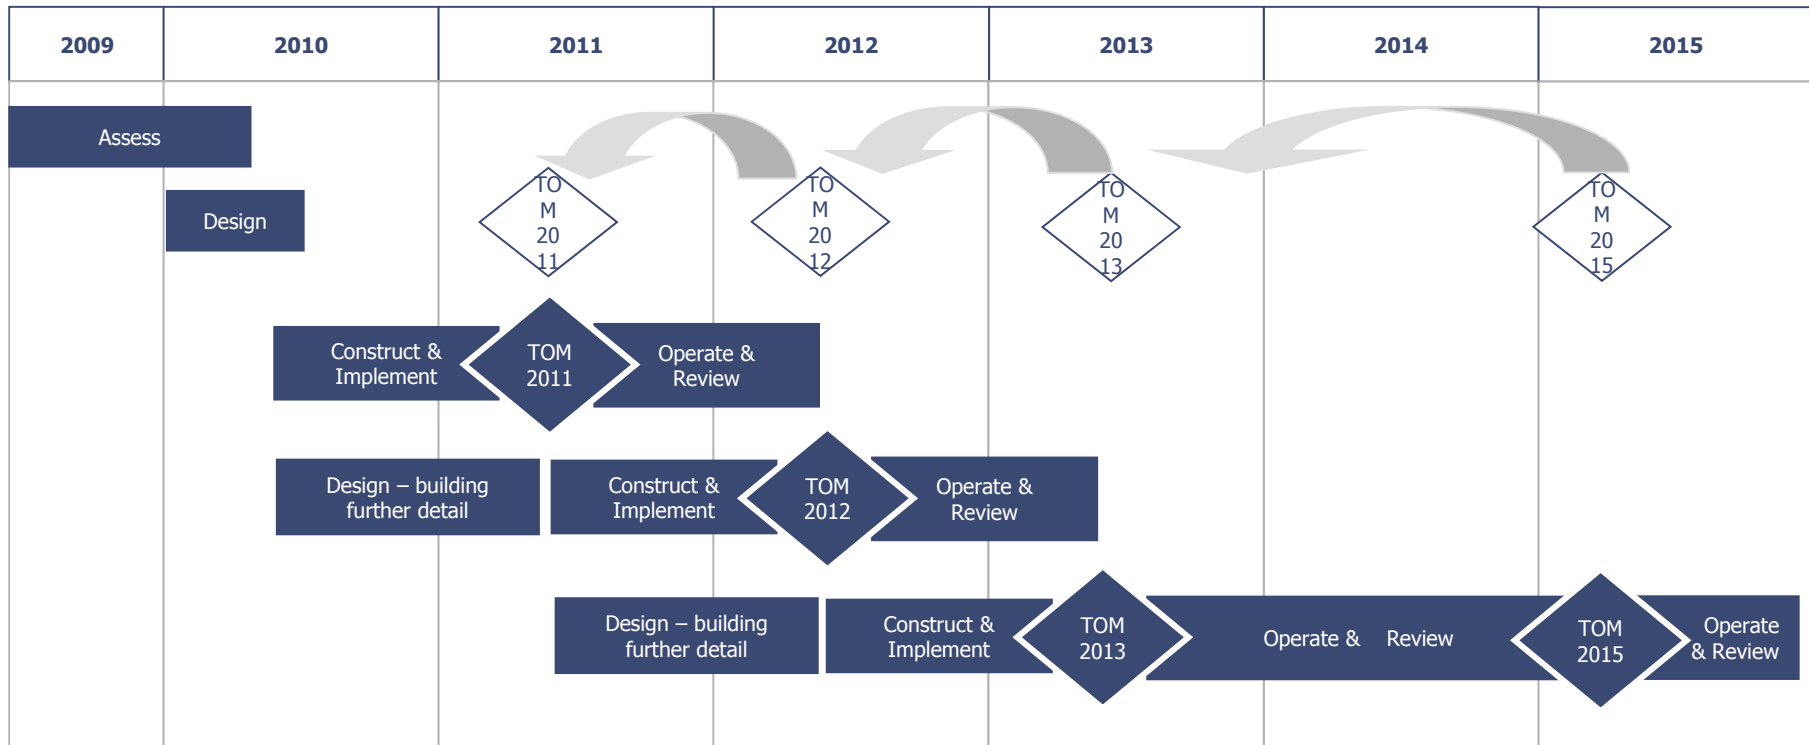 2009 2010 2011 2012 2013 2014 2015
Assess
Design
TO
M
20
11
TO
M
20
12
TO
M
20
13
TO
M
20
15
Construct &
Implement
TOM
2011
Operate &
Review
Design – building
further detail
Construct &
Implement
TOM
2012
Operate &
Review
Design – building
further detail
Construct &
Implement
TOM
2013
Operate & Review
TOM
2015
Operate
& Review